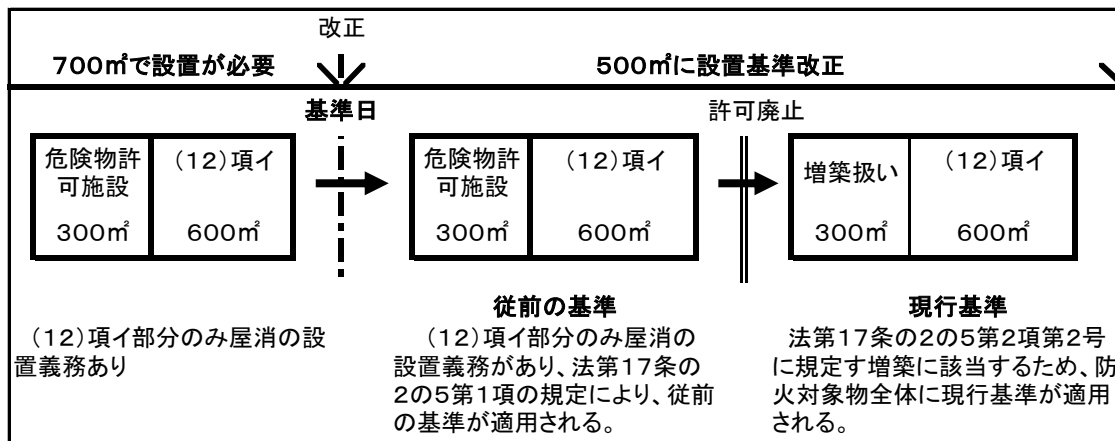 改正
700㎡で設置が必要
500㎡に設置基準改正
基準日
許可廃止
危険物許
可施設
300㎡
(12)項イ
600㎡
危険物許
可施設
300㎡
(12)項イ
600㎡
増築扱い
300㎡
(12)項イ
600㎡
(12)項イ部分のみ屋消の設
置義務あり
従前の基準
(12)項イ部分のみ屋消の
設置義務があり、法第17条の
2の5第1項の規定により、従前
の基準が適用される。
現行基準
法第17条の2の5第2項第2号
に規定す増築に該当するため、防
火対象物全体に現行基準が適用
される。